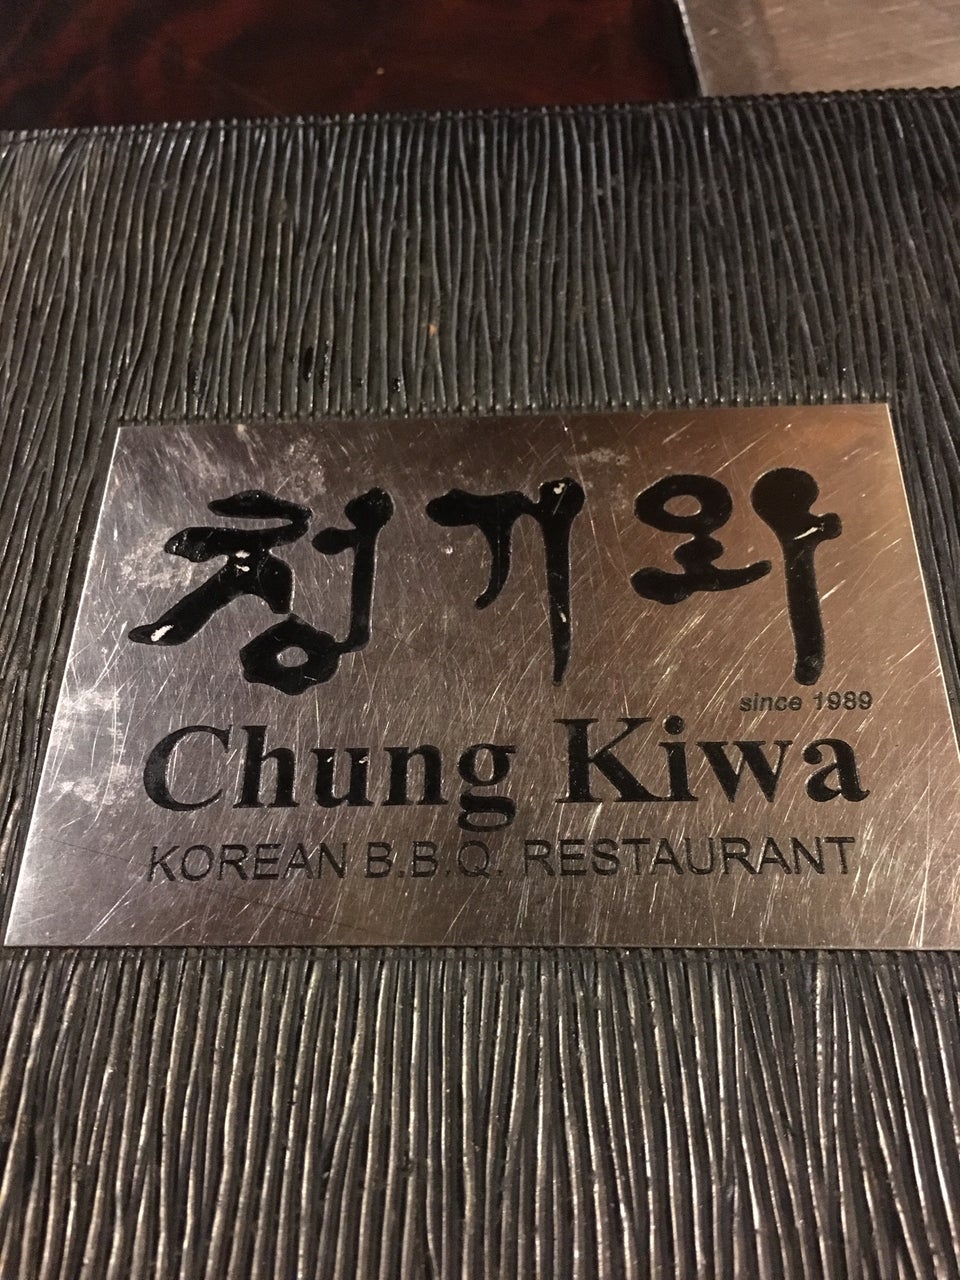 청기와
since 1989
Chung Kiwa
KOREAN B.B.Q. RESTAURANT